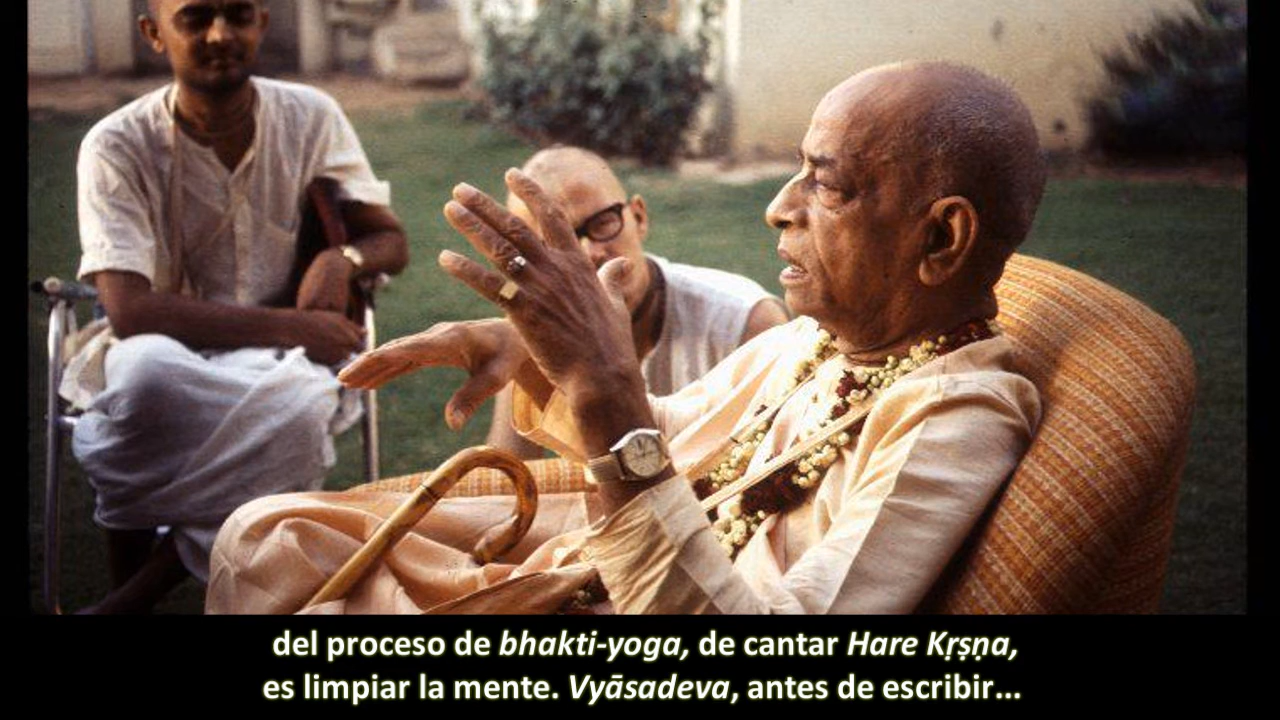 del proceso de bhakti-yoga, de cantar Hare Kṛṣṇa,
es limpiar la mente. Vyāsadeva, antes de escribir...